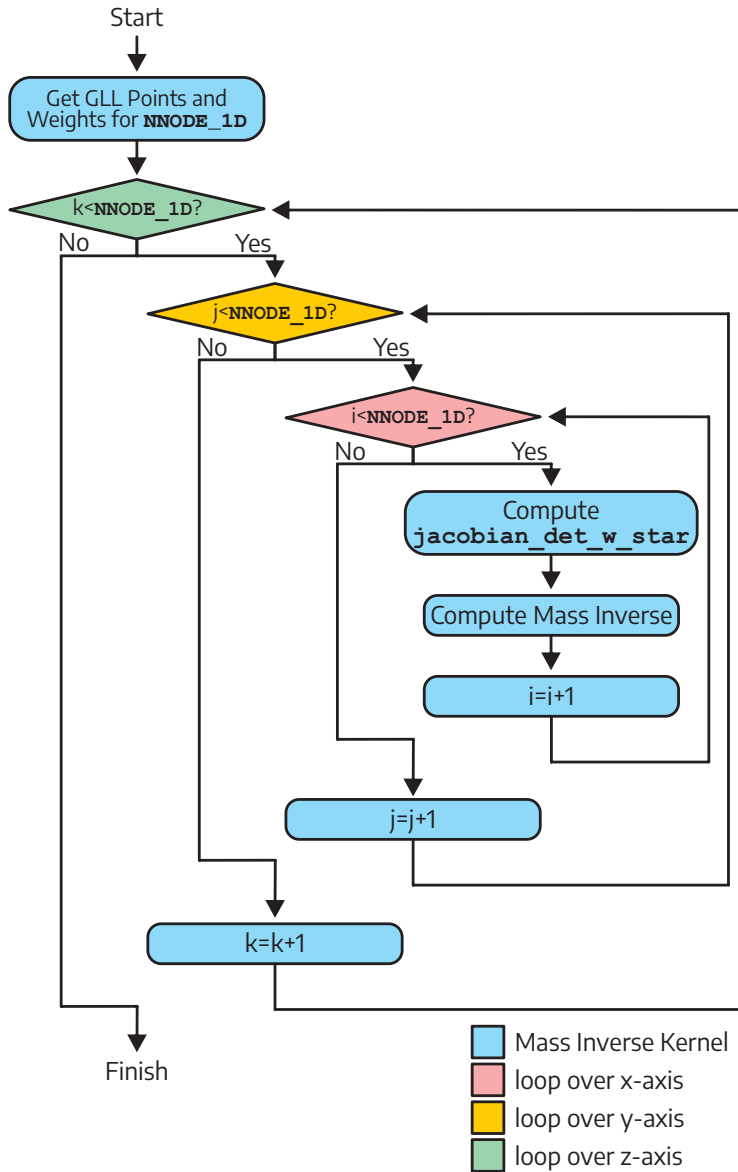 Start
Get GLL Points and
Weights for NNODE_1D
k<NNODE_1D?
No
Yes
j<NNODE_1D?
No
Yes
i<NNODE_1D?
No
Yes
Compute
jacobian_det_w_star
Compute Mass Inverse
i=i+1
j=j+1
k=k+1
Finish
Mass Inverse Kernel
loop over x-axis
loop over y-axis
loop over z-axis